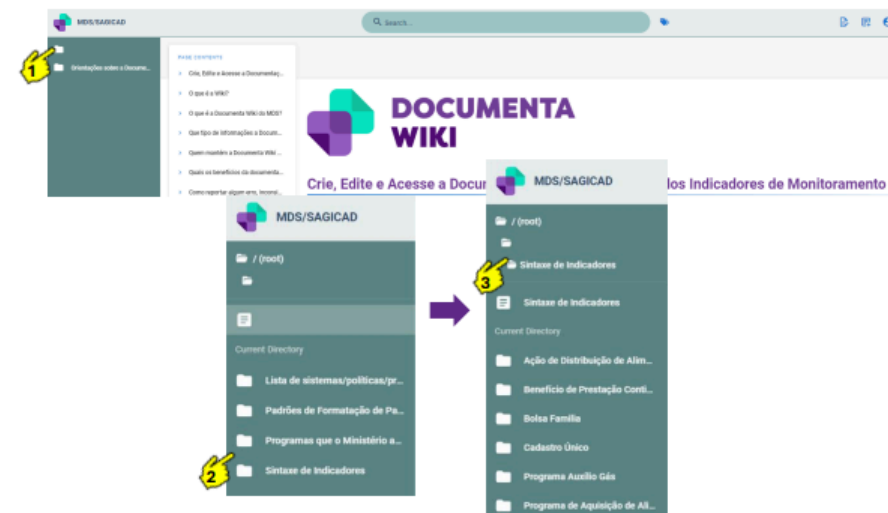 MDS/SAGICAD
Search...
1
Orientações sobre a Docume...
PAGE CONTENTS
Crie, Edite e Acesse a Documentaç...
O que é a Wiki?
O que é a Documenta Wiki do MDS?
Que tipo de informações a Docum...
Quem mantém a Documenta Wiki ...
Quais os benefícios da documenta...
Como reportar algum erro, inconsi...
DOCUMENTA
WIKI
Crie, Edite e Acesse a Docu
los Indicadores de Monitoramento
MDS/SAGICAD
/ (root)
Current Directory
Lista de sistemas/políticas/pr...
Padrões de Formatação de Pa...
Programas que o Ministério a...
2
Sintaxe de Indicadores
MDS/SAGICAD
/ (root)
Sintaxe de Indicadores
3
Sintaxe de Indicadores
Current Directory
Ação de Distribuição de Alim...
Benefício de Prestação Conti...
Bolsa Família
Cadastro Único
Programa Auxílio Gás
Programa de Aquisição de Ali...